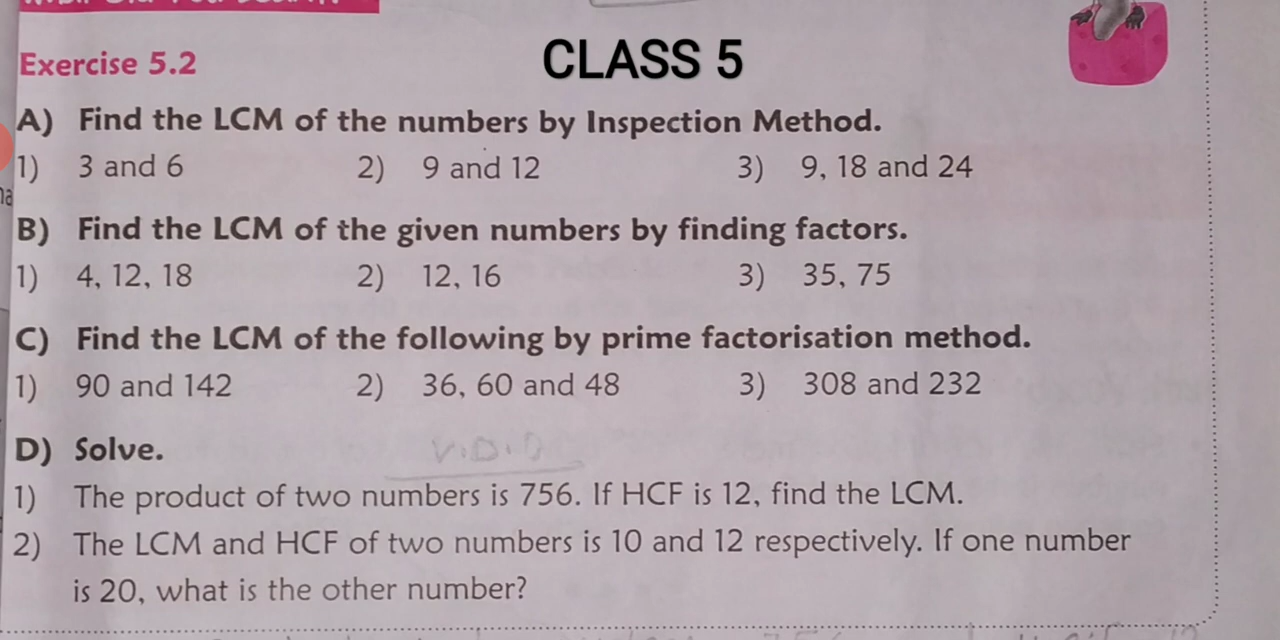 Exercise 5.2
CLASS 5
A) Find the LCM of the numbers by Inspection Method.
1) 3 and 6 2) 9 and 12 3) 9, 18 and 24
B) Find the LCM of the given numbers by finding factors.
1) 4, 12, 18 2) 12, 16 3) 35, 75
C) Find the LCM of the following by prime factorisation method.
1) 90 and 142 2) 36, 60 and 48 3) 308 and 232
D) Solve.
1) The product of two numbers is 756. If HCF is 12, find the LCM.
2) The LCM and HCF of two numbers is 10 and 12 respectively. If one number
is 20, what is the other number?